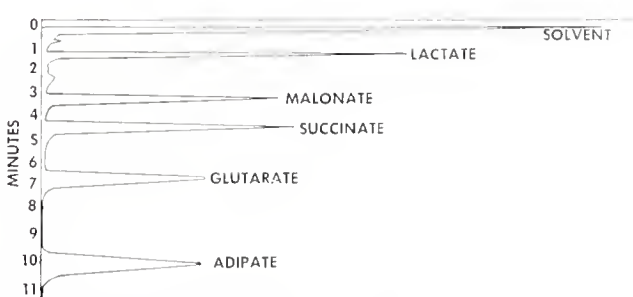 0
SOLVENT
1
LACTATE
2
3
MALONATE
4
SUCCINATE
5
6
GLUTARATE
7
8
9
10
ADIPATE
11
MINUTES